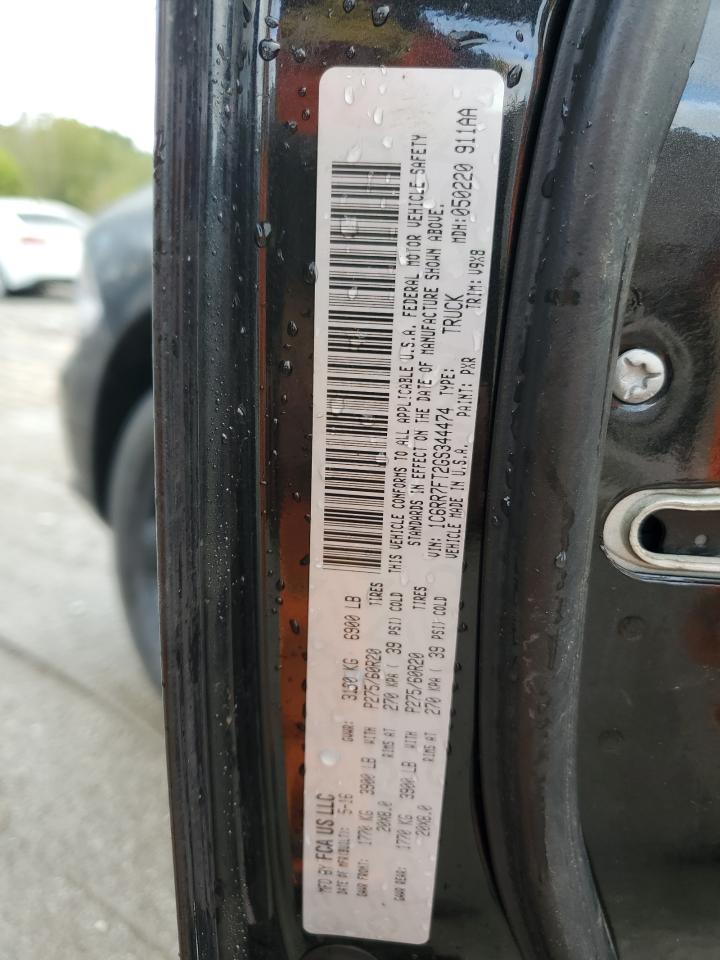 MFD BY FCA US LLC
DATE OF MFR(BUILT): 5-16 GVWR: 3130 KG 6900 LB
GAWR FRONT: 1770 KG 3900 LB WITH P275/60R20 TIRES
20X8.0 RIMS AT 270 KPA ( 39 PSI) COLD
GAWR REAR: 1770 KG 3900 LB WITH P275/60R20 TIRES
20X8.0 RIMS AT 270 KPA ( 39 PSI) COLD
THIS VEHICLE CONFORMS TO ALL APPLICABLE U.S.A. FEDERAL MOTOR VEHICLE SAFETY
STANDARDS IN EFFECT ON THE DATE OF MANUFACTURE SHOWN ABOVE.
VIN: 1C6RR7FT2GS344474 TYPE: TRUCK MDH:050220 911AA
VEHICLE MADE IN U.S.A. PAINT: PXR TRIM: V9X8